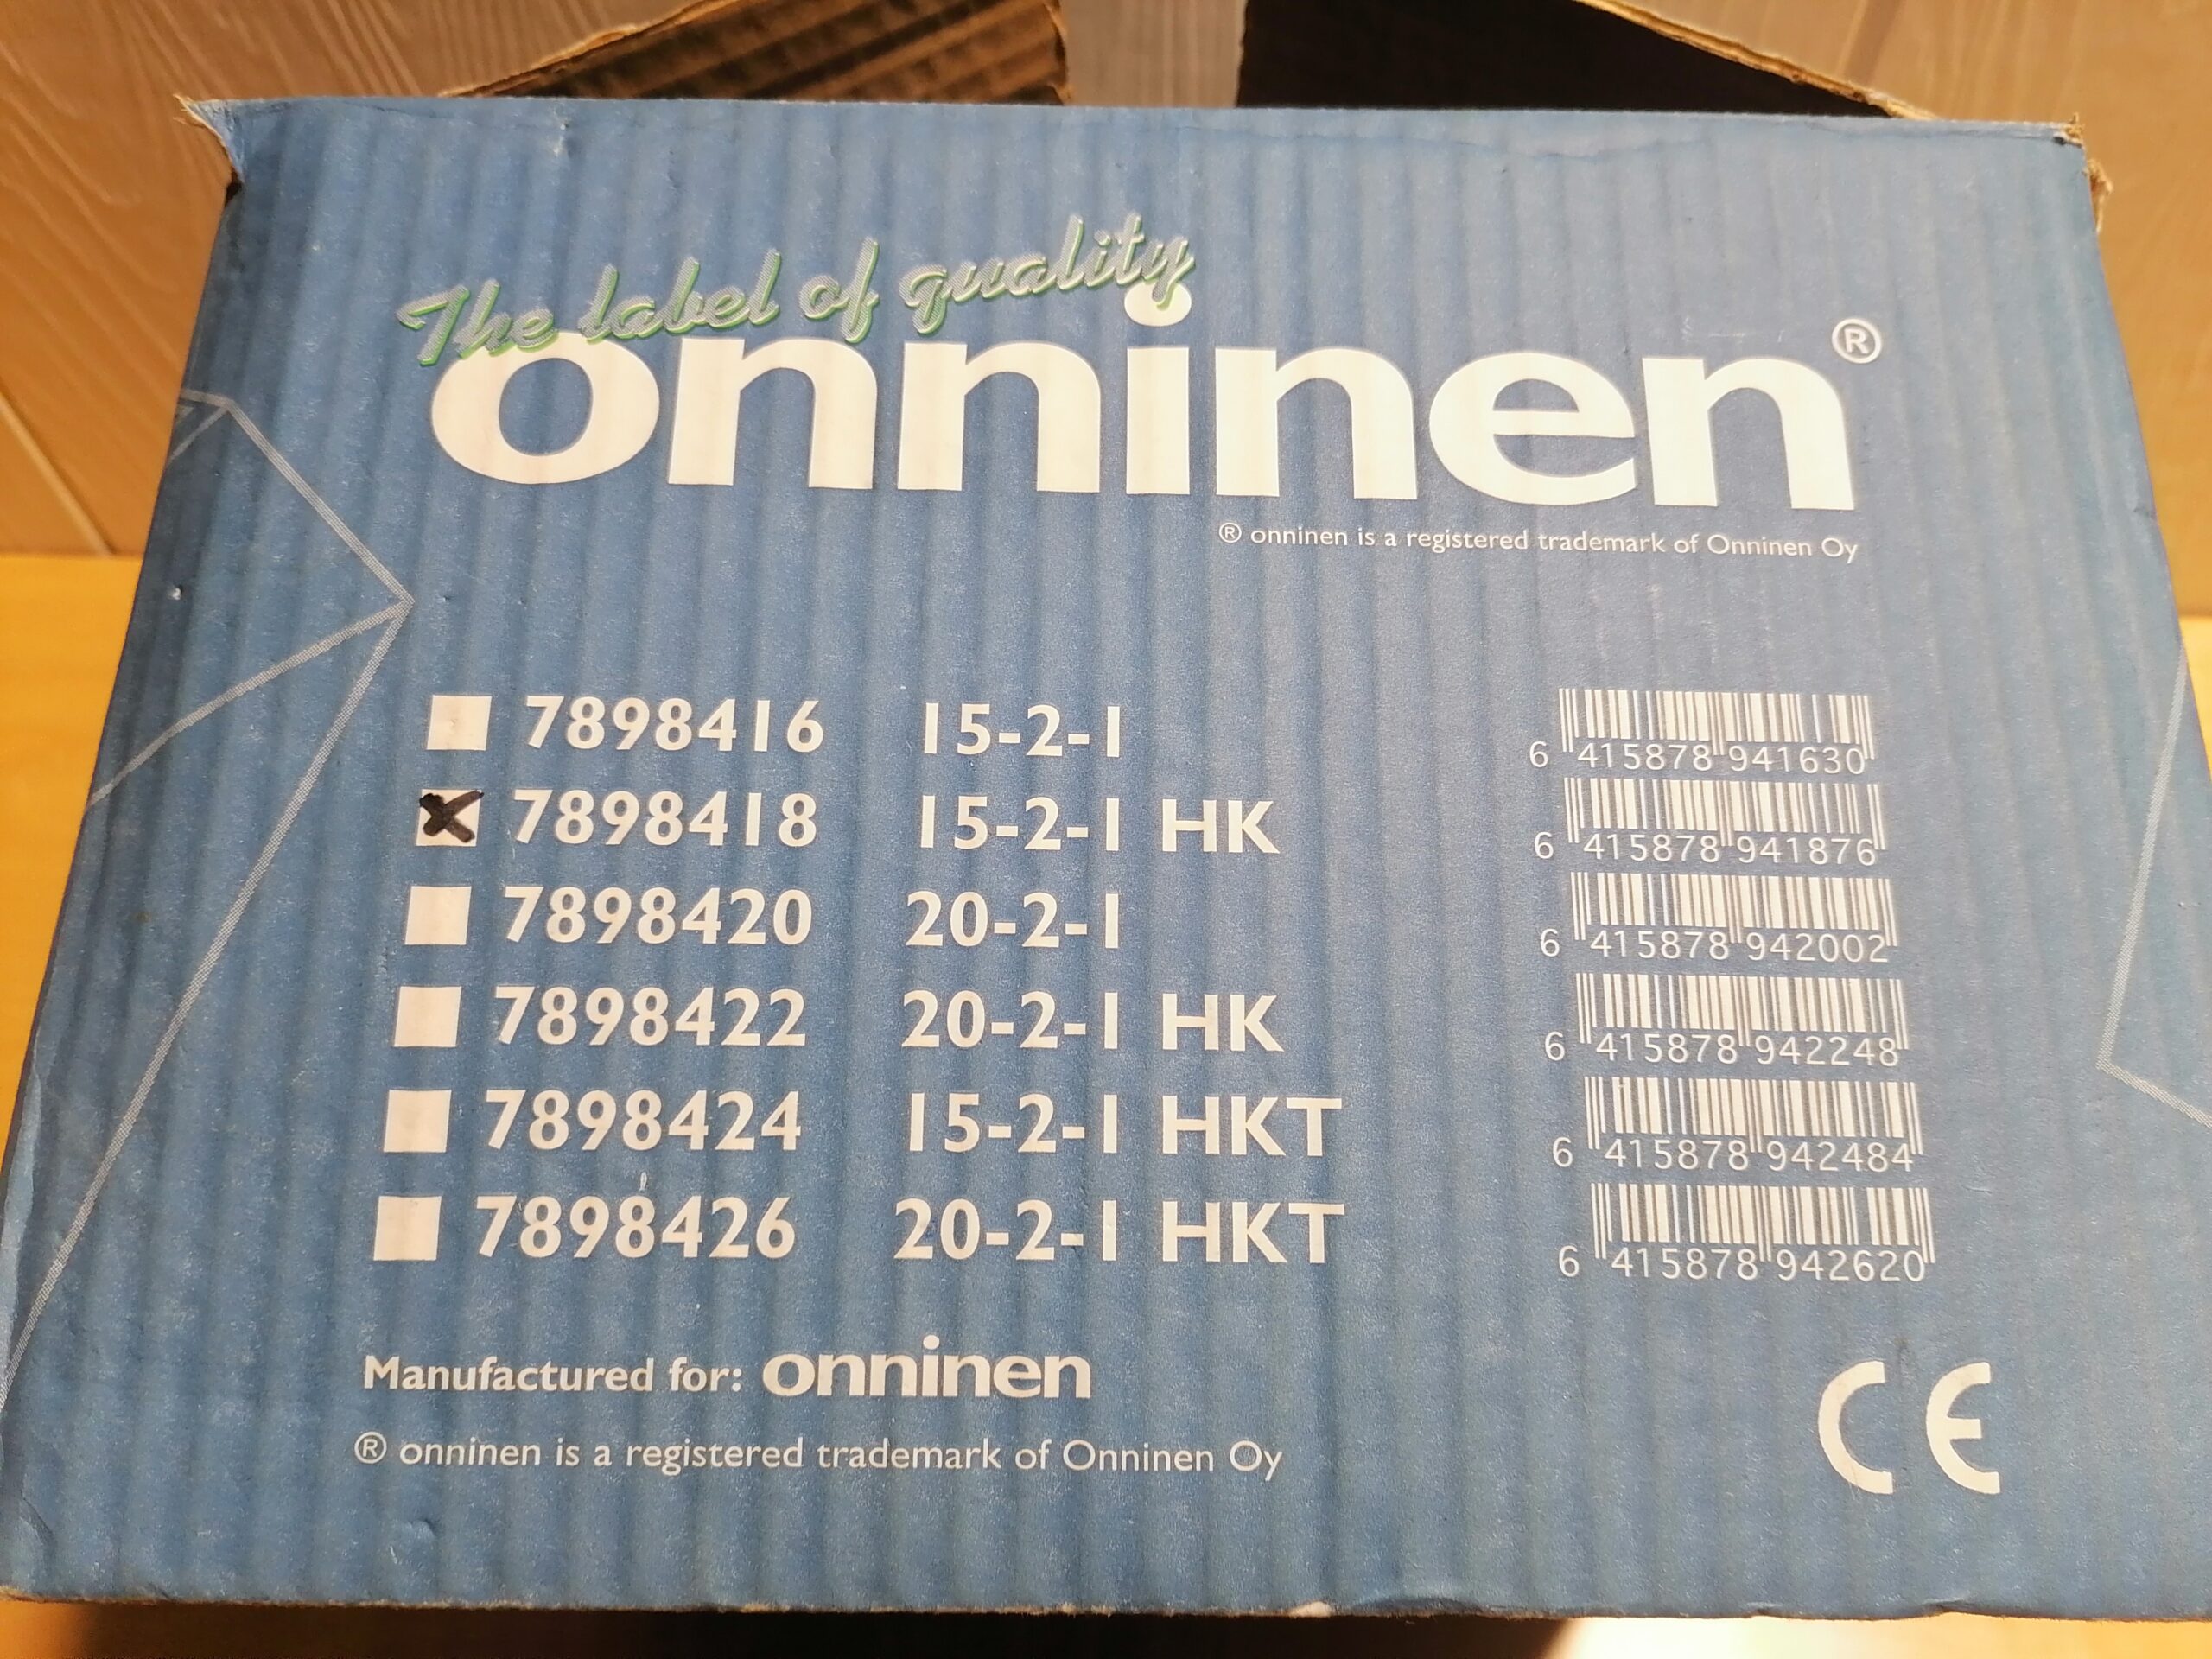 The label of quality
onninen®
® onninen is a registered trademark of Onninen Oy
7898416 15-2-1 6 415878 941630
7898418 15-2-1 HK 6 415878 941876
7898420 20-2-1 6 415878 942002
7898422 20-2-1 HK 6 415878 942248
7898424 15-2-1 HKT 6 415878 942484
7898426 20-2-1 HKT 6 415878 942620
Manufactured for: onninen
® onninen is a registered trademark of Onninen Oy
CE